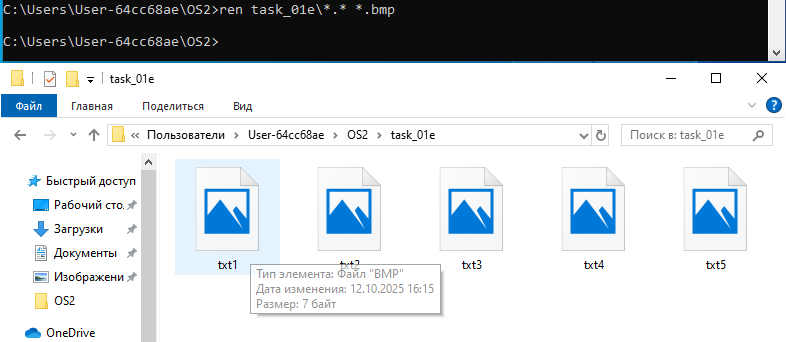 C:\Users\User-64cc68ae\OS2>ren task_01e\*.* *.bmp
C:\Users\User-64cc68ae\OS2>
task_01e
Файл Главная Поделиться Вид
« Пользователи > User-64cc68ae > OS2 > task_01e
Поиск в: task_01e
Быстрый доступ
Рабочий сто
Загрузки
Документы
Изображени
OS2
OneDrive
txt1 txt2 txt3 txt4 txt5
Тип элемента: Файл "BMP"
Дата изменения: 12.10.2025 16:15
Размер: 7 байт